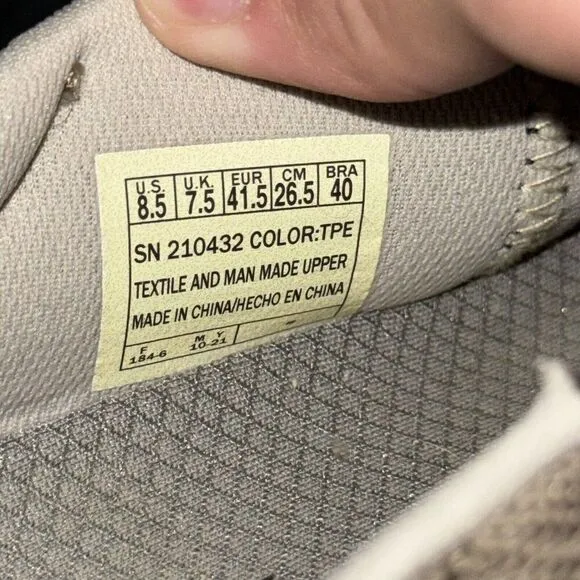 U.S. U.K. EUR CM BRA
8.5 7.5 41.5 26.5 40
SN 210432 COLOR:TPE
TEXTILE AND MAN MADE UPPER
MADE IN CHINA/HECHO EN CHINA
F M Y
184-6 10-21 -